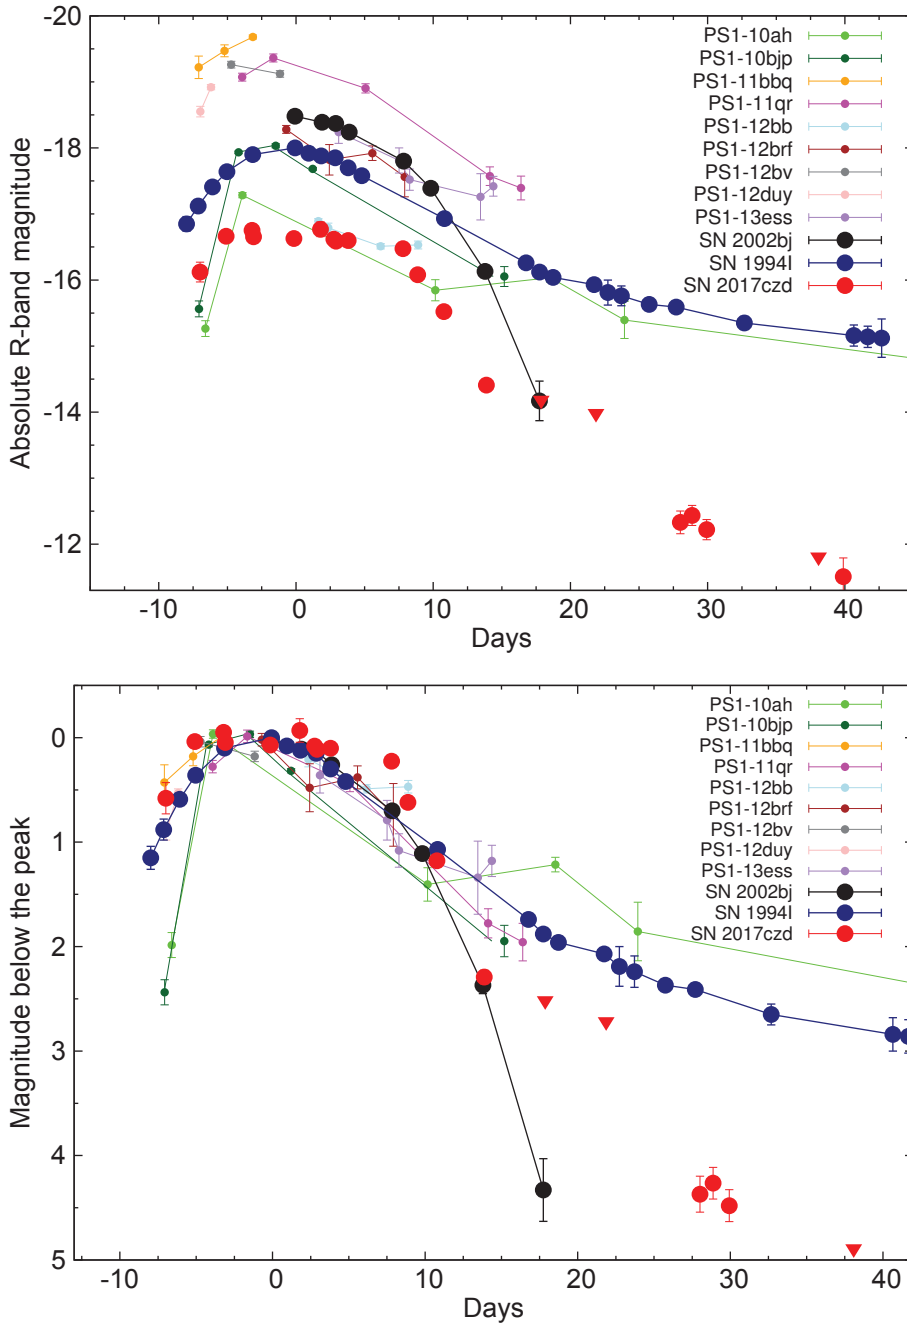 -20
-18
-16
-14
-12
Absolute R-band magnitude
PS1-10ah
PS1-10bjp
PS1-11bbq
PS1-11qr
PS1-12bb
PS1-12brf
PS1-12bv
PS1-12duy
PS1-13ess
SN 2002bj
SN 1994I
SN 2017czd
-10 0 10 20 30 40
Days
0
1
2
3
4
5
Magnitude below the peak
PS1-10ah
PS1-10bjp
PS1-11bbq
PS1-11qr
PS1-12bb
PS1-12brf
PS1-12bv
PS1-12duy
PS1-13ess
SN 2002bj
SN 1994I
SN 2017czd
-10 0 10 20 30 40
Days